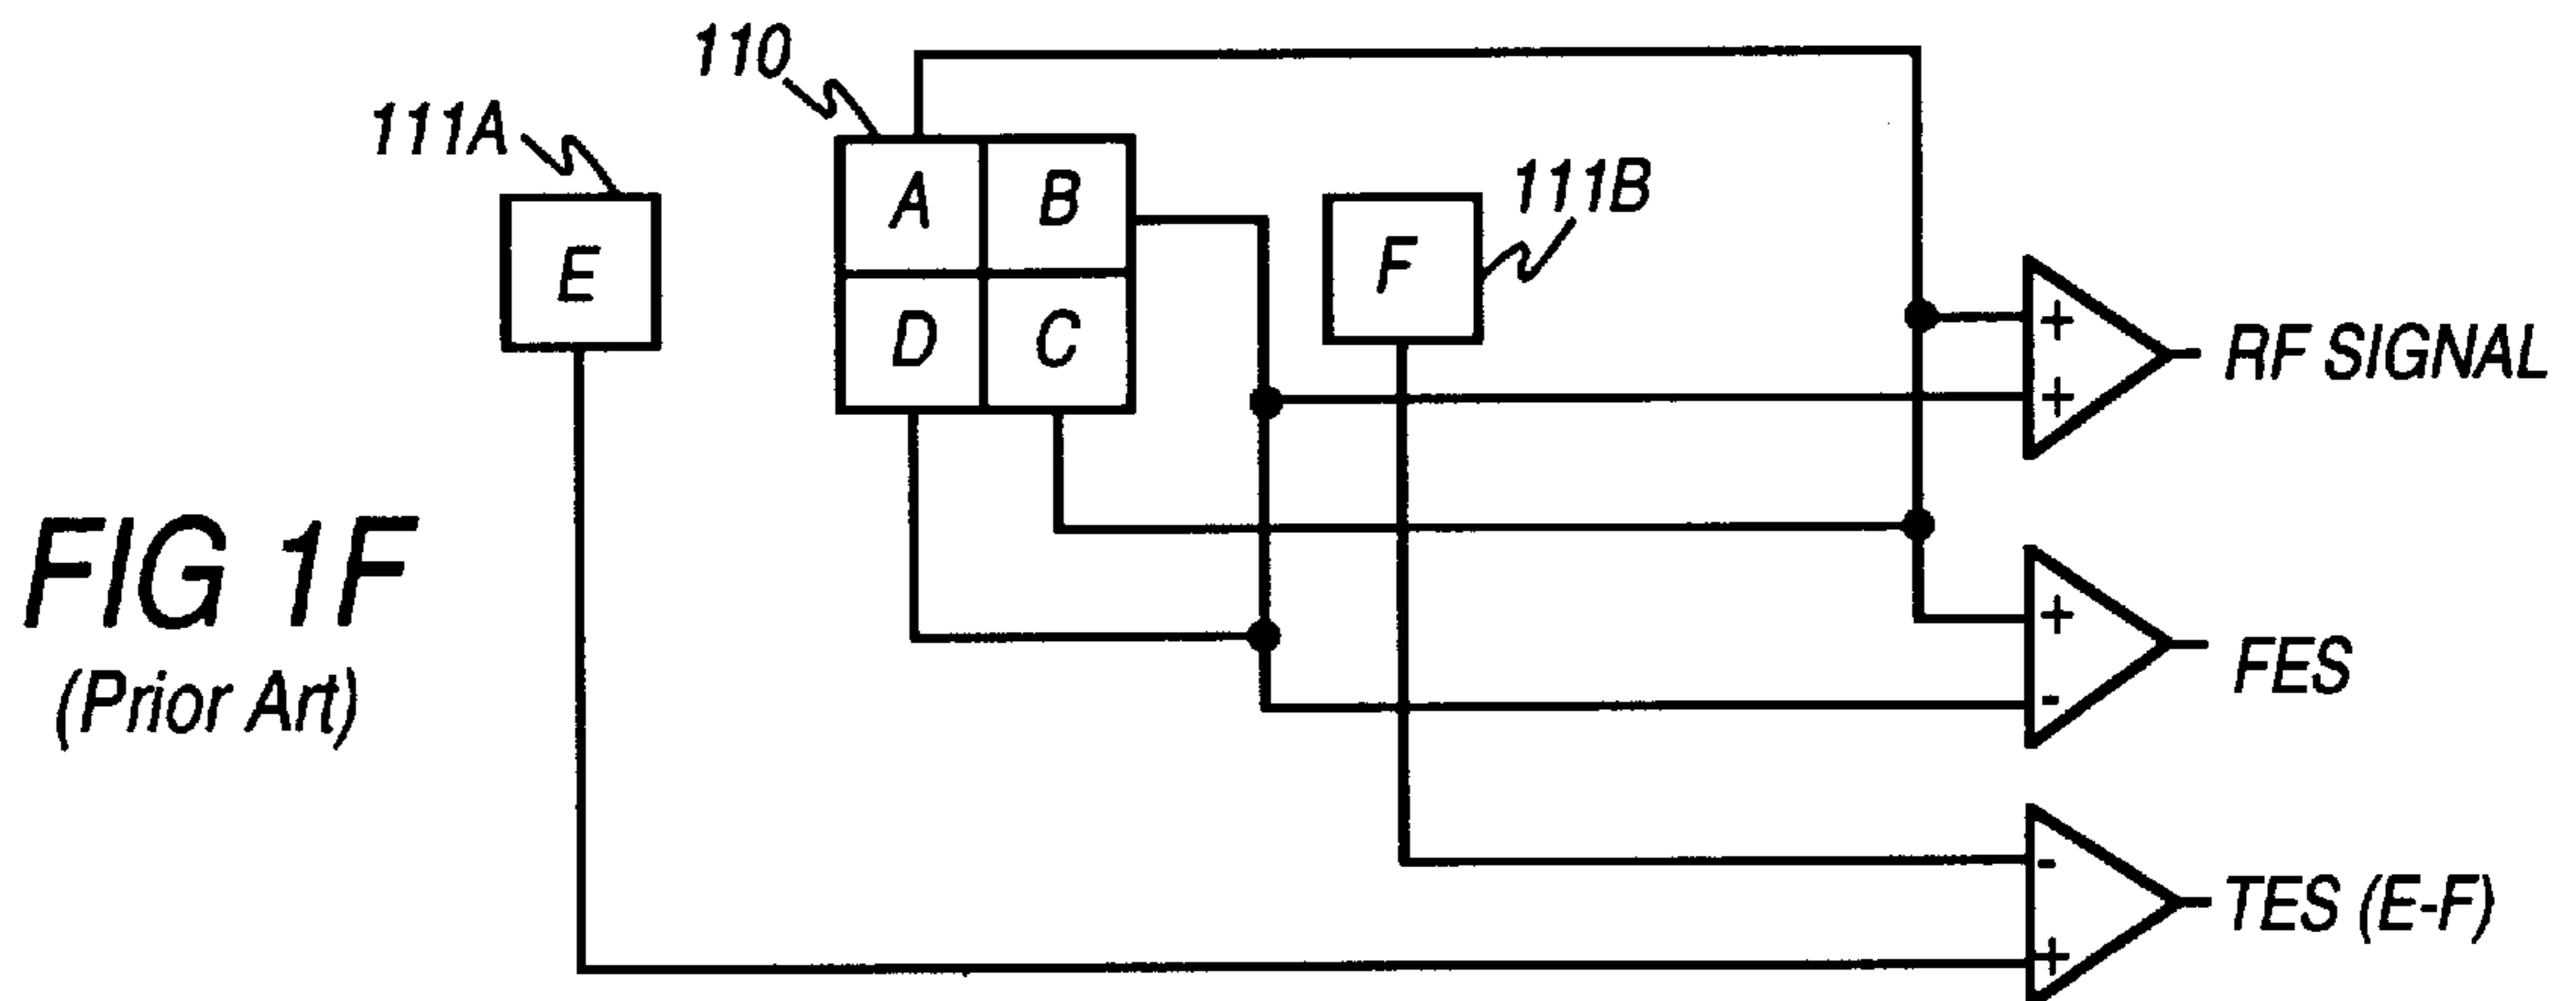 110
111A
A B
111B
E
F
D C
+
RF SIGNAL
+
FIG 1F
(Prior Art)
+
FES
-
-
TES (E-F)
+